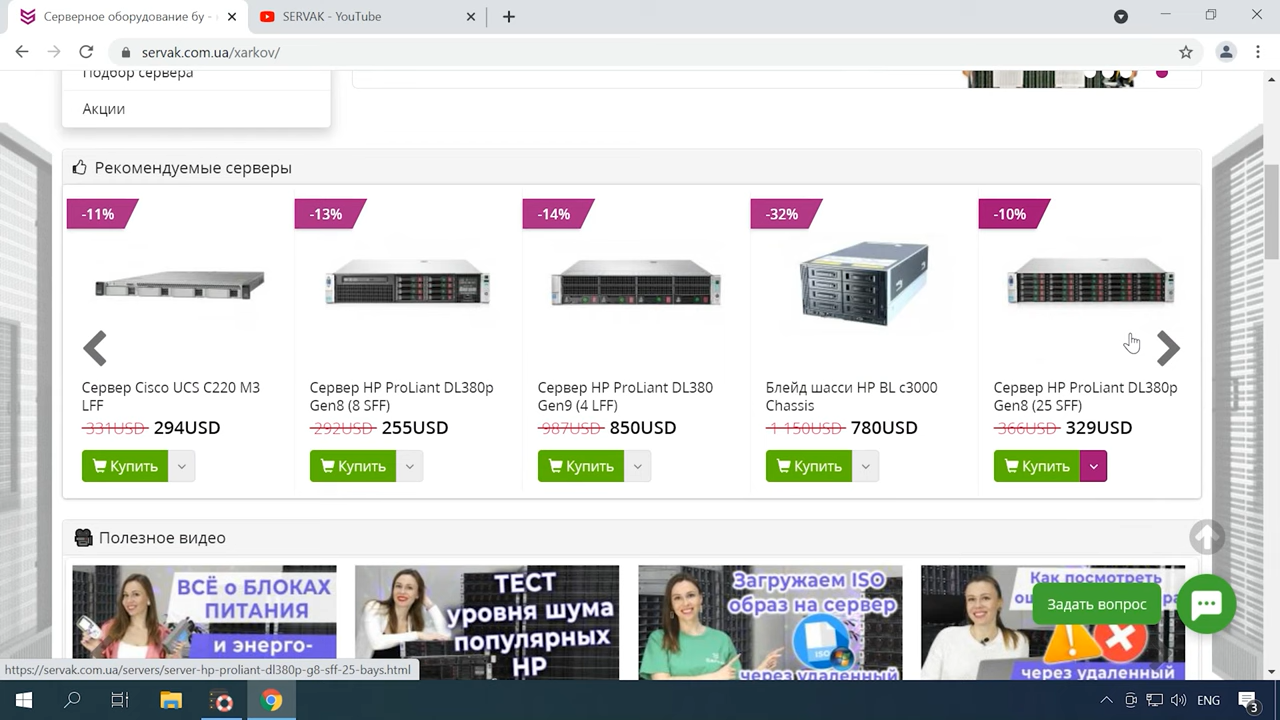 Серверное оборудование бу -
SERVAK - YouTube
servak.com.ua/xarkov/
Подбор сервера
Акции
Рекомендуемые серверы
-11%
-13%
-14%
-32%
-10%
Сервер Cisco UCS C220 M3
LFF
331USD 294USD
Купить
Сервер HP ProLiant DL380p
Gen8 (8 SFF)
292USD 255USD
Купить
Сервер HP ProLiant DL380
Gen9 (4 LFF)
987USD 850USD
Купить
Блейд шасси HP BL c3000
Chassis
1 150USD 780USD
Купить
Сервер HP ProLiant DL380p
Gen8 (25 SFF)
366USD 329USD
Купить
Полезное видео
ВСЁ о БЛОКАХ
ПИТАНИЯ
и энерго-
ТЕСТ
уровня шума
популярных
HP
Загружаем ISO
образ на сервер
ISO
через удаленный
Как посмотреть
через удаленный
Задать вопрос
https://servak.com.ua/servers/server-hp-proliant-dl380p-g8-sff-25-bays.html
ENG
3